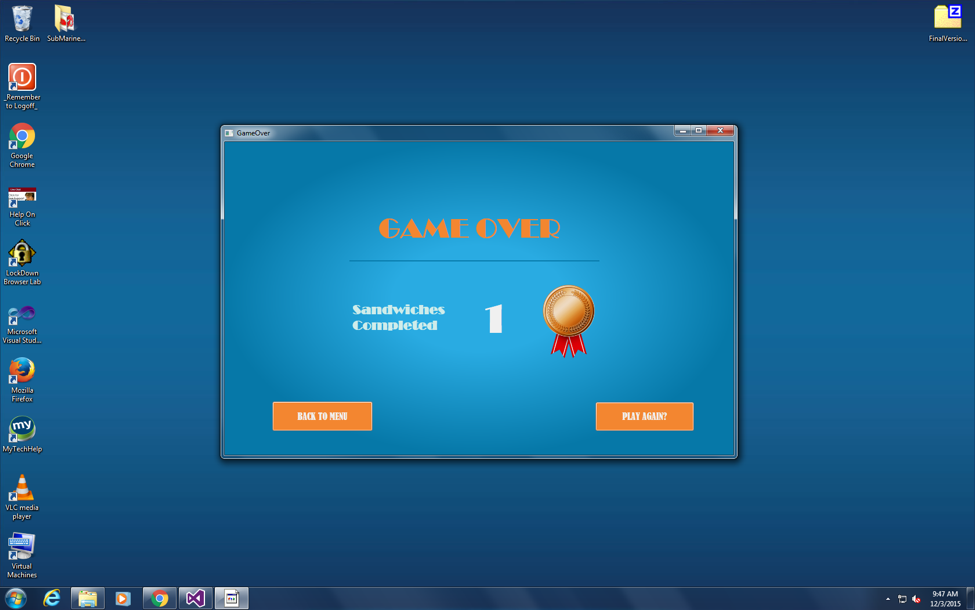 Recycle Bin
SubMarine...
FinalVersio...
_Remember
to Logoff_
Google
Chrome
Help On
Click
LockDown
Browser Lab
Microsoft
Visual Stud...
Mozilla
Firefox
my
MyTechHelp
VLC media
player
Virtual
Machines
GameOver
GAME OVER
Sandwiches
Completed
1
BACK TO MENU
PLAY AGAIN?
9:47 AM
12/3/2015